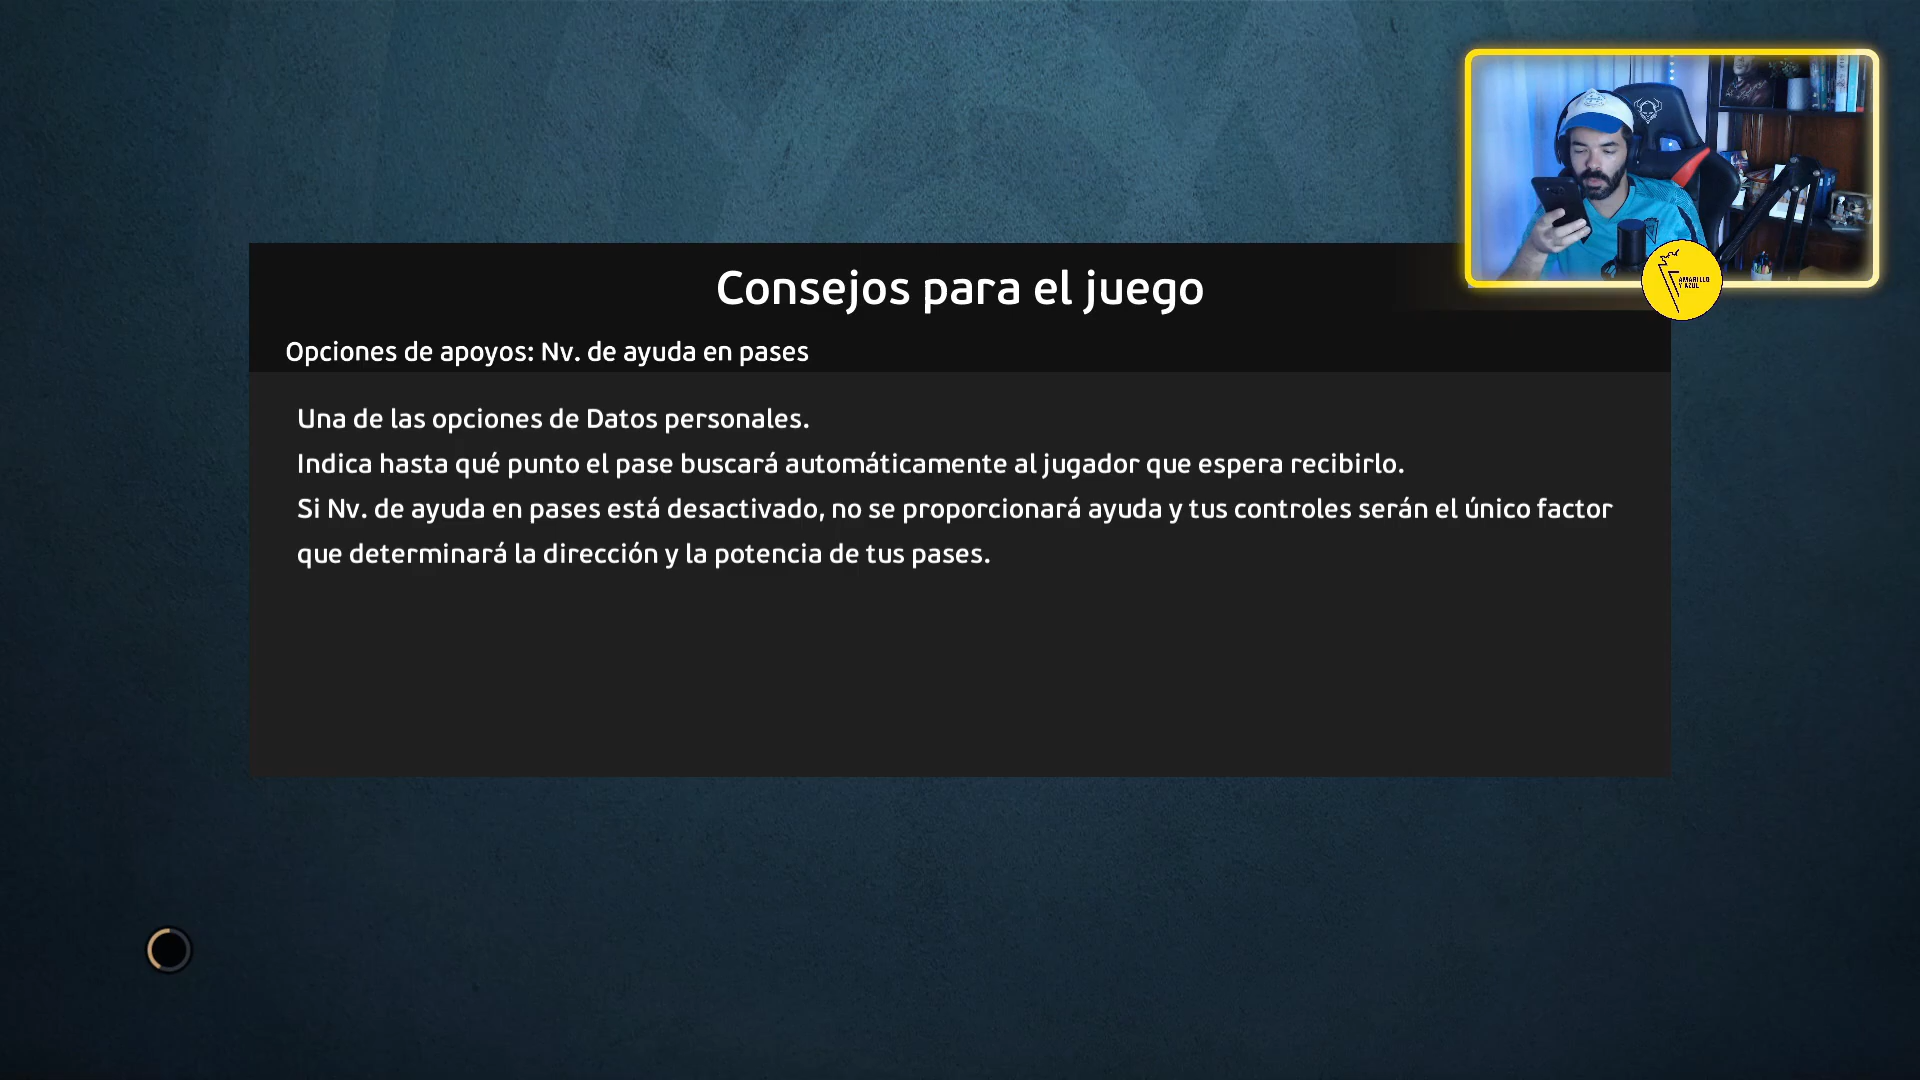 Consejos para el juego
Opciones de apoyos: Nv. de ayuda en pases
Una de las opciones de Datos personales.
Indica hasta qué punto el pase buscará automáticamente al jugador que espera recibirlo.
Si Nv. de ayuda en pases está desactivado, no se proporcionará ayuda y tus controles serán el único factor
que determinará la dirección y la potencia de tus pases.
AMARILLO
Y AZUL